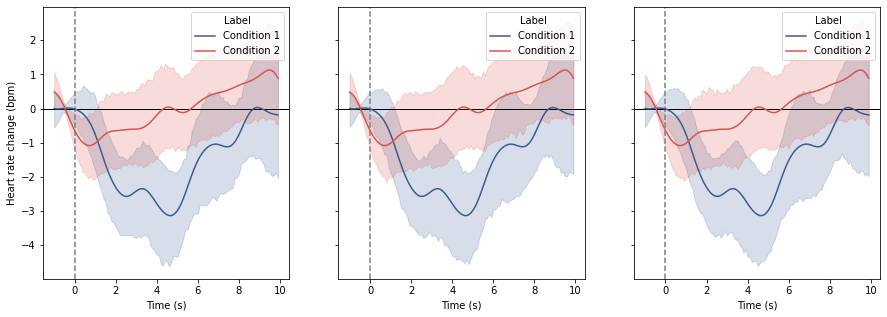 Label
Condition 1
Condition 2
Heart rate change (bpm)
2
1
0
−1
−2
−3
−4
0 2 4 6 8 10
Time (s)
Label
Condition 1
Condition 2
0 2 4 6 8 10
Time (s)
Label
Condition 1
Condition 2
0 2 4 6 8 10
Time (s)